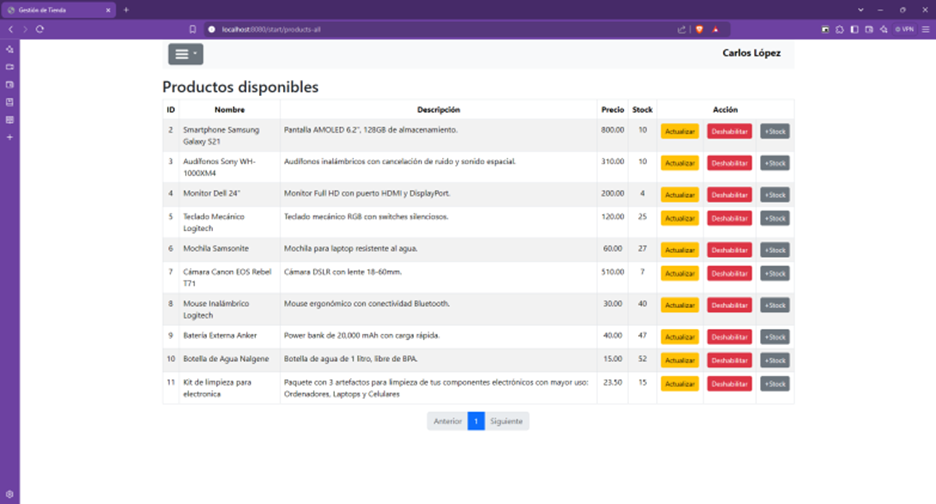 Gestión de Tienda
localhost:8080/start/products-all
VPN
Carlos López
Productos disponibles
ID Nombre Descripción Precio Stock Acción
2 Smartphone Samsung Galaxy S21 Pantalla AMOLED 6.2", 128GB de almacenamiento. 800.00 10 Actualizar Deshabilitar +Stock
3 Audífonos Sony WH-1000XM4 Audífonos inalámbricos con cancelación de ruido y sonido espacial. 310.00 10 Actualizar Deshabilitar +Stock
4 Monitor Dell 24" Monitor Full HD con puerto HDMI y DisplayPort. 200.00 4 Actualizar Deshabilitar +Stock
5 Teclado Mecánico Logitech Teclado mecánico RGB con switches silenciosos. 120.00 25 Actualizar Deshabilitar +Stock
6 Mochila Samsonite Mochila para laptop resistente al agua. 60.00 27 Actualizar Deshabilitar +Stock
7 Cámara Canon EOS Rebel T71 Cámara DSLR con lente 18-60mm. 510.00 7 Actualizar Deshabilitar +Stock
8 Mouse Inalámbrico Logitech Mouse ergonómico con conectividad Bluetooth. 30.00 40 Actualizar Deshabilitar +Stock
9 Batería Externa Anker Power bank de 20,000 mAh con carga rápida. 40.00 47 Actualizar Deshabilitar +Stock
10 Botella de Agua Nalgene Botella de agua de 1 litro, libre de BPA. 15.00 52 Actualizar Deshabilitar +Stock
11 Kit de limpieza para electronica Paquete con 3 artefactos para limpieza de tus componentes electrónicos con mayor uso: Ordenadores, Laptops y Celulares 23.50 15 Actualizar Deshabilitar +Stock
Anterior 1 Siguiente